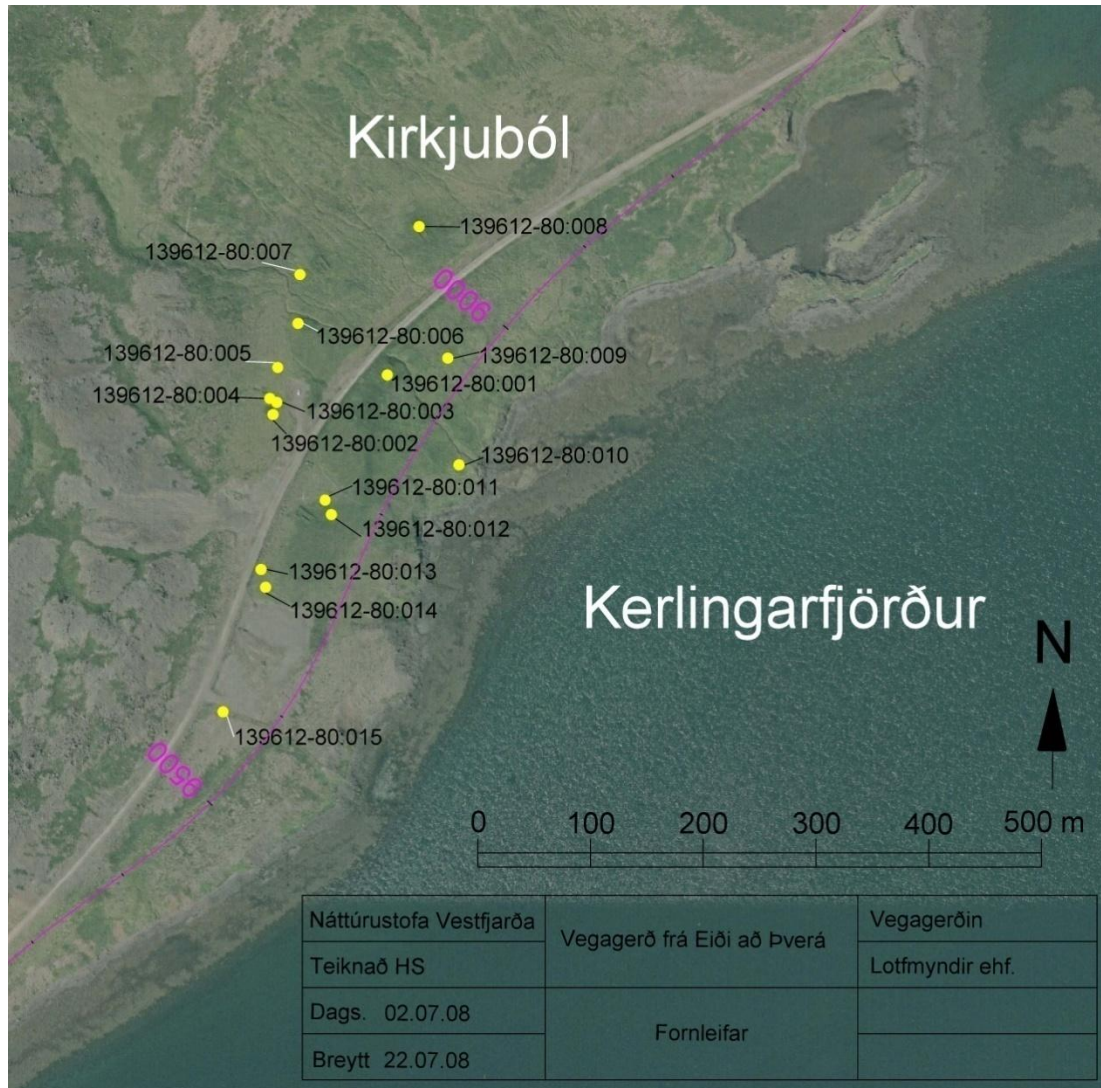 Kirkjuból
139612-80:008
139612-80:007
9000
139612-80:006
139612-80:005
139612-80:009
139612-80:001
139612-80:004
139612-80:003
139612-80:002
139612-80:010
139612-80:011
139612-80:012
139612-80:013
139612-80:014
Kerlingarfjörður
N
139612-80:015
9500
0 100 200 300 400 500 m
Náttúrustofa Vestfjarða
Vegagerð frá Eiði að Þverá
Vegagerðin
Teiknað HS
Lotfmyndir ehf.
Dags. 02.07.08
Fornleifar
Breytt 22.07.08